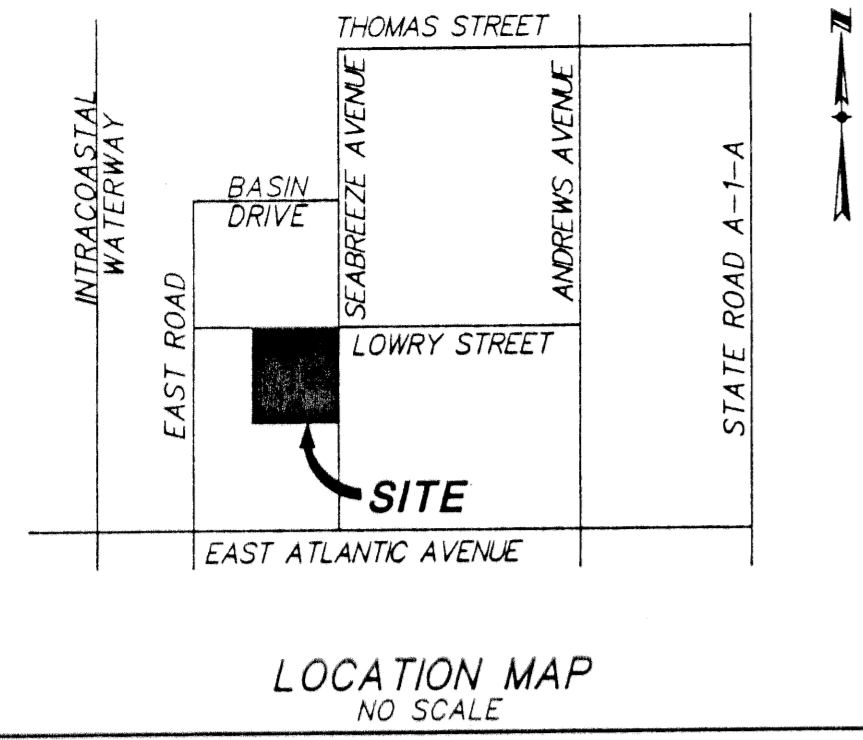 THOMAS STREET
N
INTRACOASTAL
WATERWAY
SEABREEZE AVENUE
ANDREWS AVENUE
STATE ROAD A-1-A
BASIN
DRIVE
EAST ROAD
LOWRY STREET
SITE
EAST ATLANTIC AVENUE
LOCATION MAP
NO SCALE